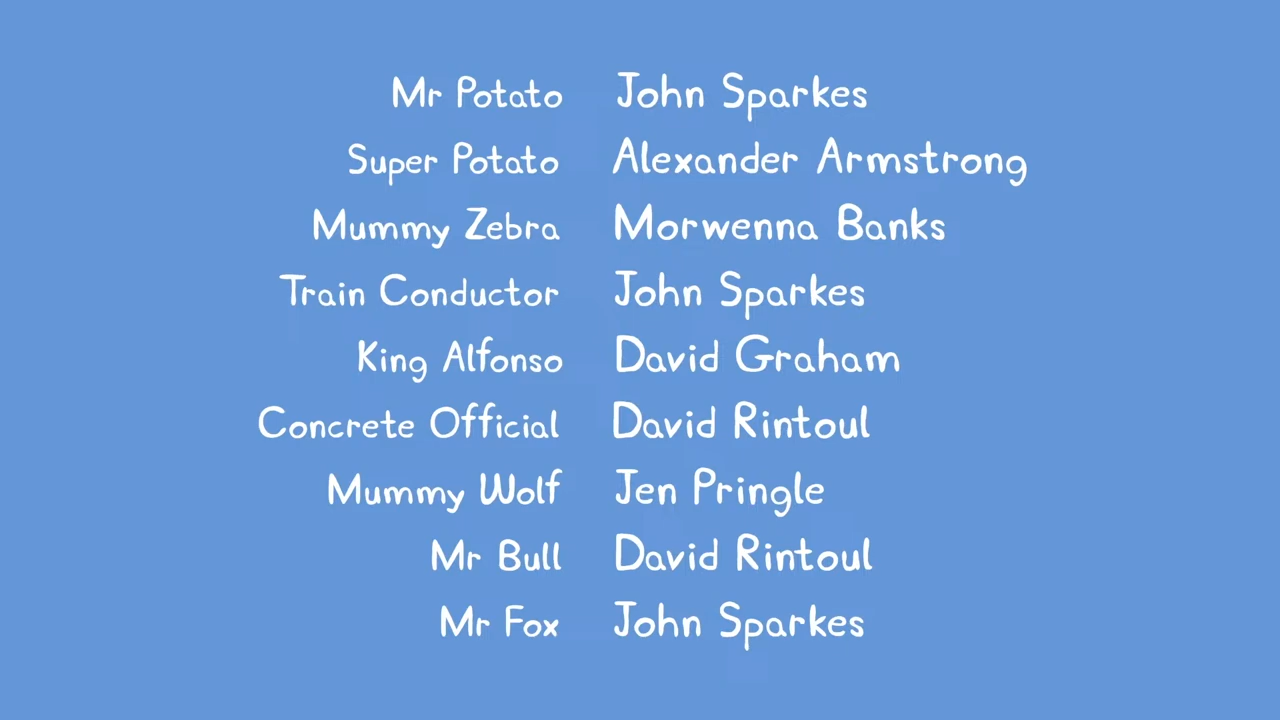 Mr Potato John Sparkes
Super Potato Alexander Armstrong
Mummy Zebra Morwenna Banks
Train Conductor John Sparkes
King Alfonso David Graham
Concrete Official David Rintoul
Mummy Wolf Jen Pringle
Mr Bull David Rintoul
Mr Fox John Sparkes